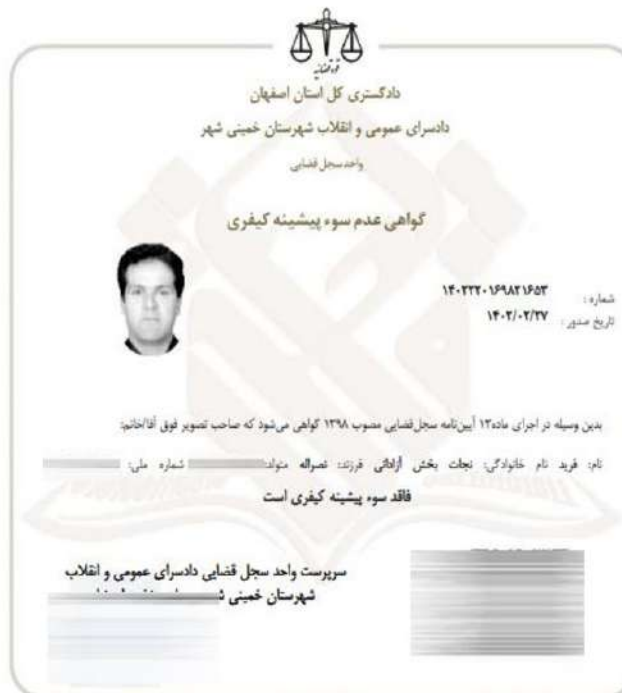 قوه قضائیه
دادگستری کل استان اصفهان
دادسرای عمومی و انقلاب شهرستان خمینی شهر
واحد سجل قضایی
گواهی عدم سوء پیشینه کیفری
شماره : ۱۴۰۲۲۲۰۱۶۹۸۲۱۶۵۳
تاریخ صدور : ۱۴۰۲/۰۲/۲۷
بدین وسیله در اجرای ماده۱۳ آیین‌نامه سجل‌قضایی مصوب ۱۳۹۸ گواهی می‌شود که صاحب تصویر فوق آقا/خانم:
نام: فرید نام خانوادگی: نجات بخش آزادانی فرزند: نصراله متولد: شماره ملی:
فاقد سوء پیشینه کیفری است
سرپرست واحد سجل قضایی دادسرای عمومی و انقلاب
شهرستان خمینی